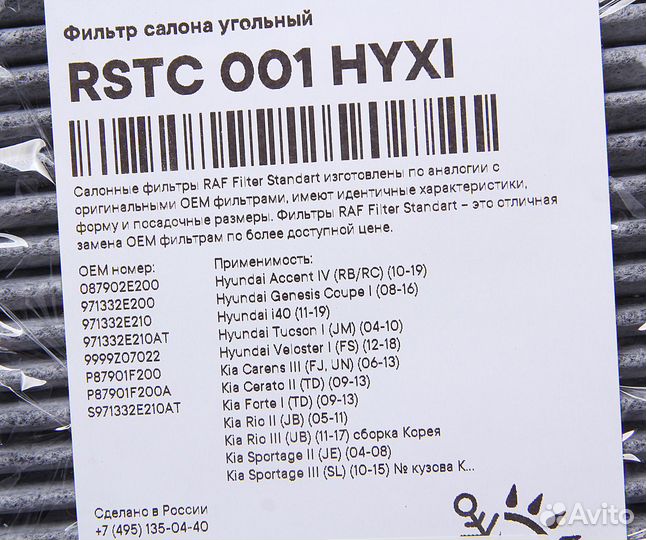 Фильтр салона угольный
RSTC 001 HYXI
Салонные фильтры RAF Filter Standart изготовлены по аналогии с
оригинальными OEM фильтрами, имеют идентичные характеристики,
форму и посадочные размеры. Фильтры RAF Filter Standart – это отличная
замена OEM фильтрам по более доступной цене.
OEM номер:
087902E200
971332E200
971332E210
971332E210AT
9999Z07022
P87901F200
P87901F200A
S971332E210AT
Применимость:
Hyundai Accent IV (RB/RC) (10-19)
Hyundai Genesis Coupe I (08-16)
Hyundai i40 (11-19)
Hyundai Tucson I (JM) (04-10)
Hyundai Veloster I (FS) (12-18)
Kia Carens III (FJ, UN) (06-13)
Kia Cerato II (TD) (09-13)
Kia Forte I (TD) (09-13)
Kia Rio II (JB) (05-11)
Kia Rio III (UB) (11-17) сборка Корея
Kia Sportage II (JE) (04-08)
Kia Sportage III (SL) (10-15) № кузова К...
Сделано в России
+7 (495) 135-04-40
Avito